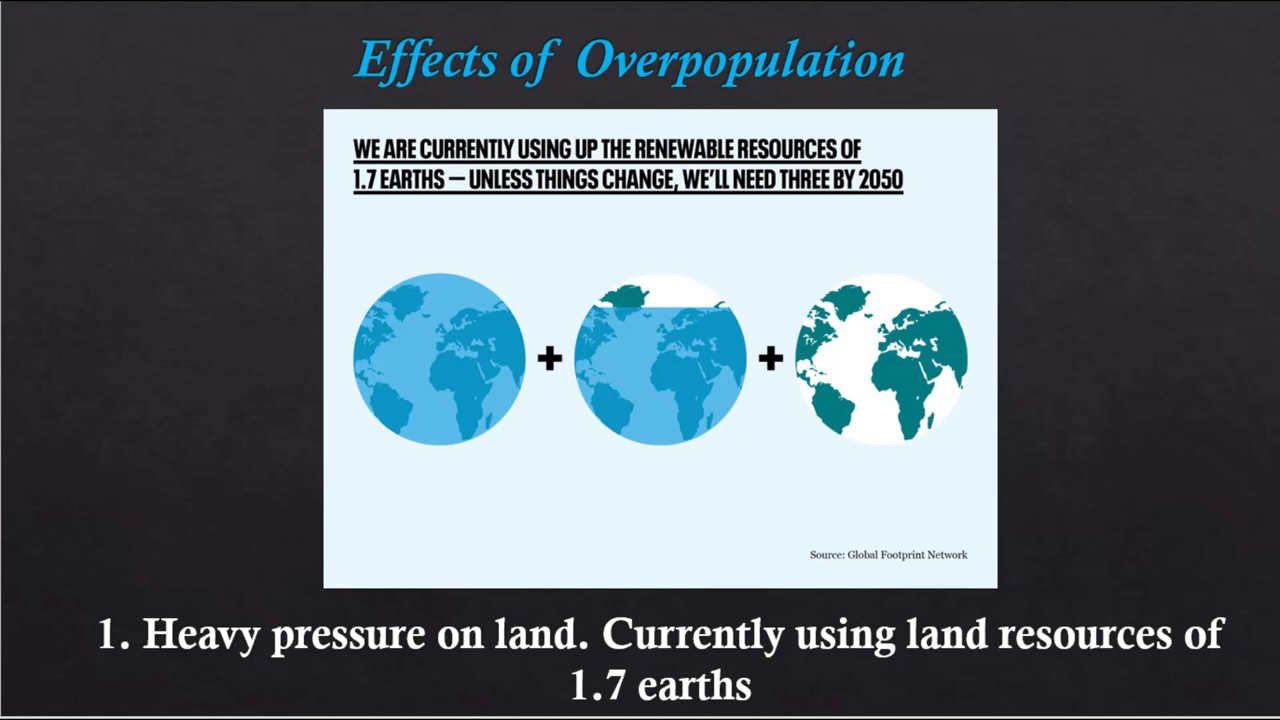 Effects of Overpopulation
WE ARE CURRENTLY USING UP THE RENEWABLE RESOURCES OF
1.7 EARTHS — UNLESS THINGS CHANGE, WE'LL NEED THREE BY 2050
+ +
Source: Global Footprint Network
1. Heavy pressure on land. Currently using land resources of
1.7 earths